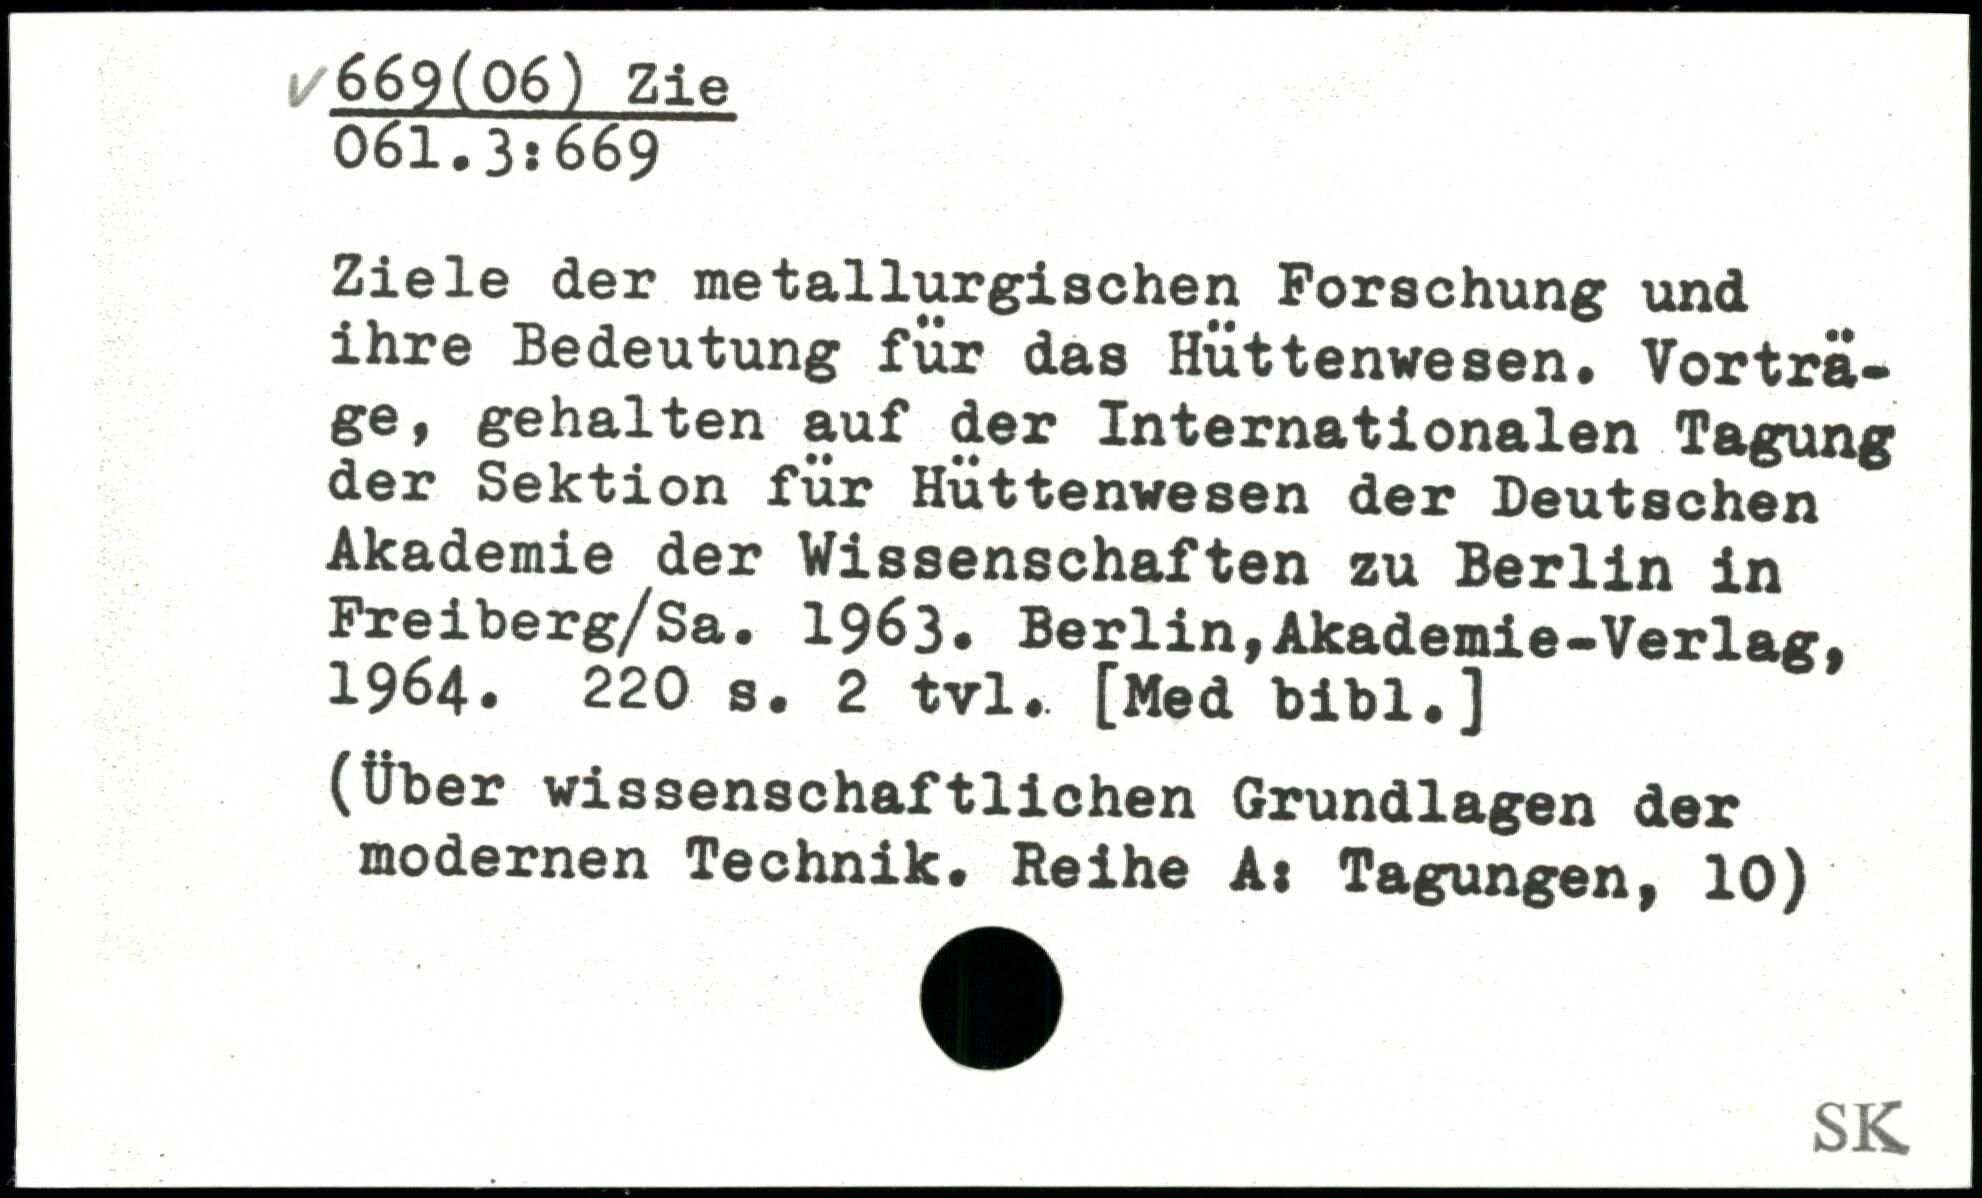 ✓ 669(06) Zie
061.3:669
Ziele der metallurgischen Forschung und
ihre Bedeutung für das Hüttenwesen. Vorträ-
ge, gehalten auf der Internationalen Tagung
der Sektion für Hüttenwesen der Deutschen
Akademie der Wissenschaften zu Berlin in
Freiberg/Sa. 1963. Berlin,Akademie-Verlag,
1964. 220 s. 2 tvl. [Med bibl.]
(Über wissenschaftlichen Grundlagen der
modernen Technik. Reihe A: Tagungen, 10)
SK